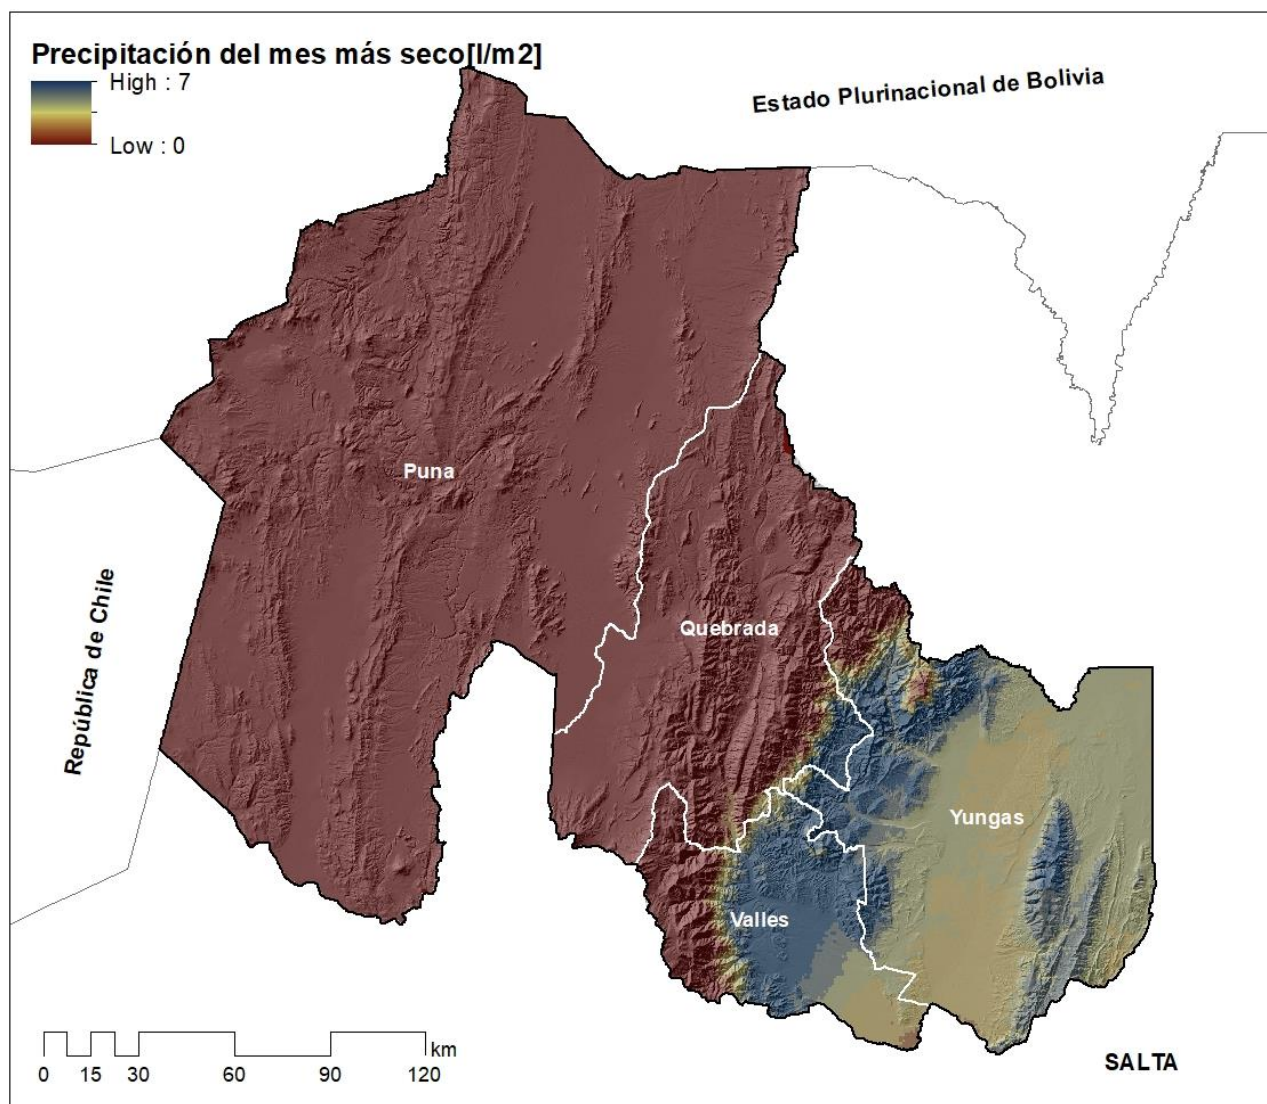 Precipitación del mes más seco[l/m2]
High : 7
Low : 0
Estado Plurinacional de Bolivia
Puna
República de Chile
Quebrada
Yungas
Valles
km
0 15 30 60 90 120
SALTA